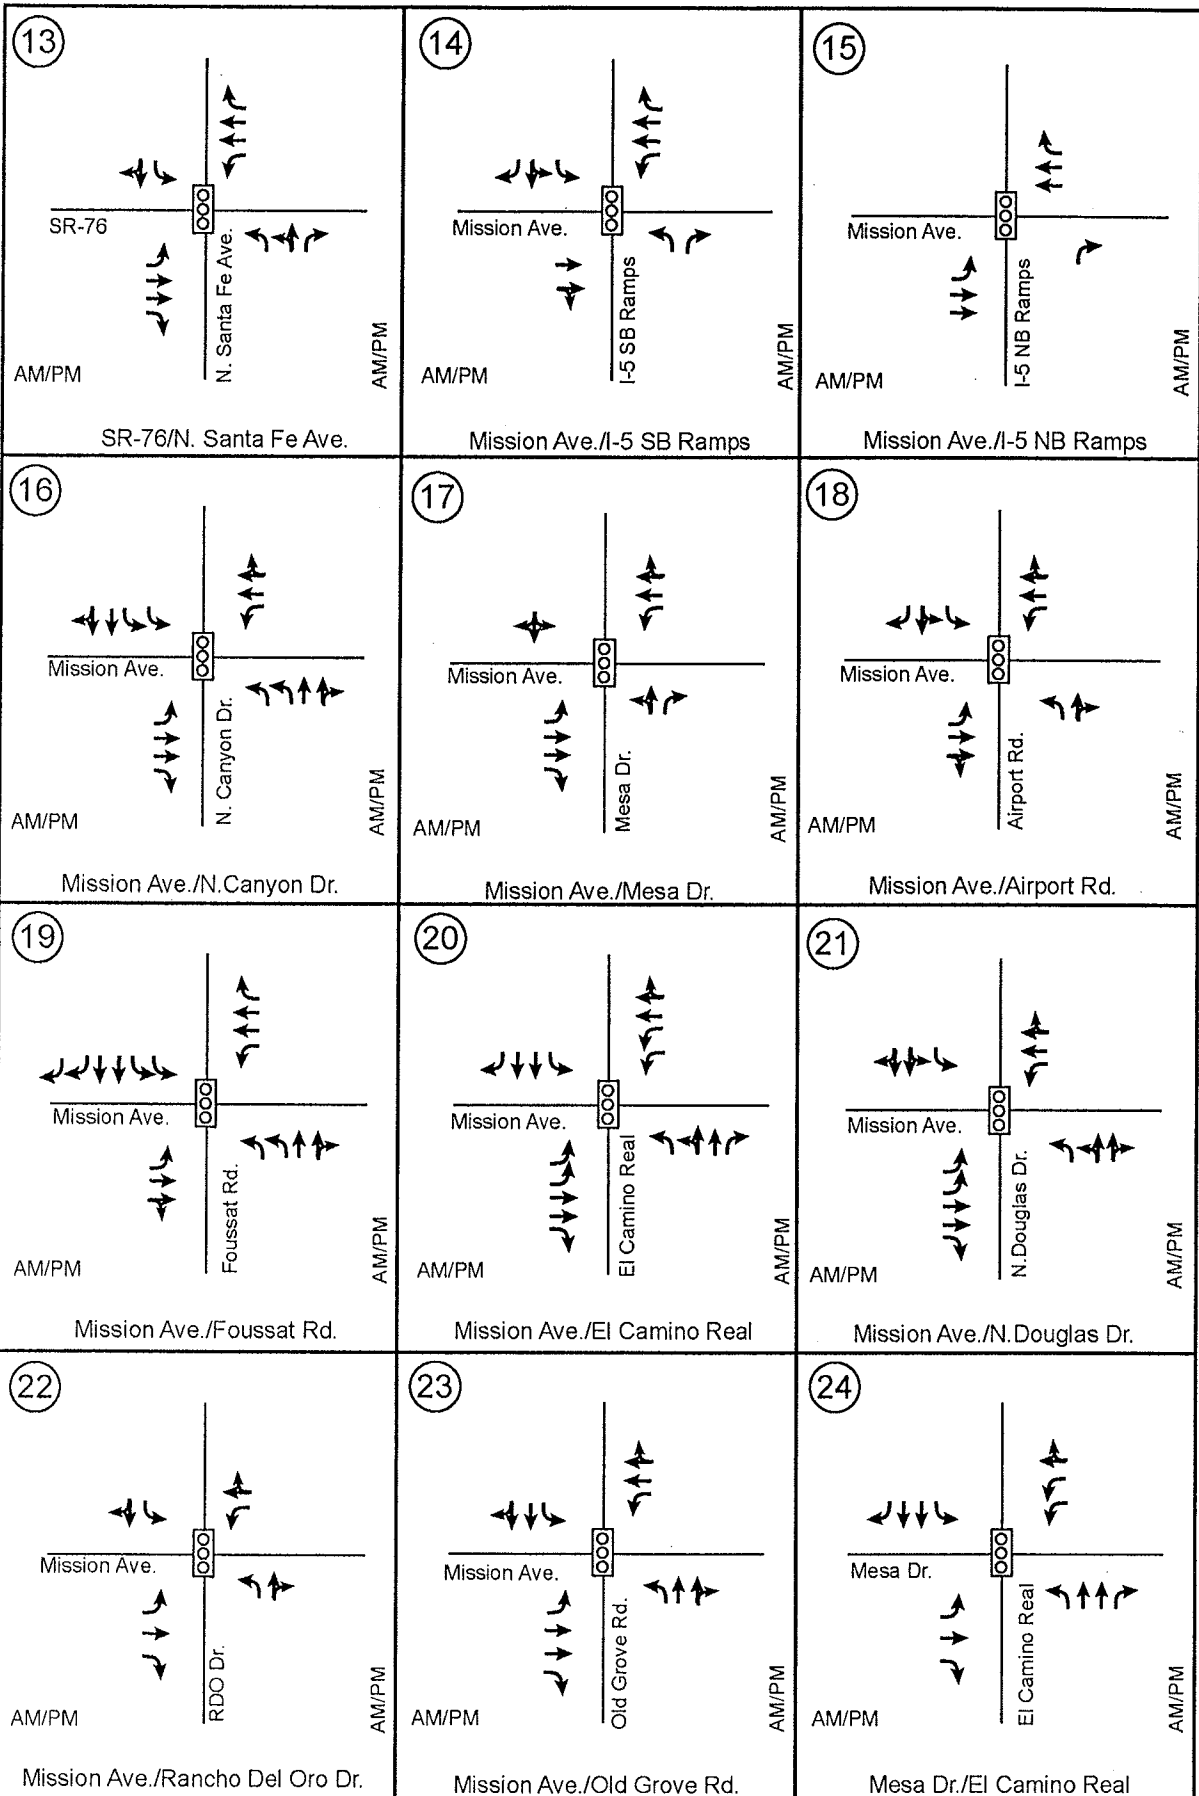 13
SR-76
N. Santa Fe Ave.
AM/PM
AM/PM
SR-76/N. Santa Fe Ave.
14
Mission Ave.
I-5 SB Ramps
AM/PM
AM/PM
Mission Ave./I-5 SB Ramps
15
Mission Ave.
I-5 NB Ramps
AM/PM
AM/PM
Mission Ave./I-5 NB Ramps
16
Mission Ave.
N. Canyon Dr.
AM/PM
AM/PM
Mission Ave./N.Canyon Dr.
17
Mission Ave.
Mesa Dr.
AM/PM
AM/PM
Mission Ave./Mesa Dr.
18
Mission Ave.
Airport Rd.
AM/PM
AM/PM
Mission Ave./Airport Rd.
19
Mission Ave.
Foussat Rd.
AM/PM
AM/PM
Mission Ave./Foussat Rd.
20
Mission Ave.
El Camino Real
AM/PM
AM/PM
Mission Ave./El Camino Real
21
Mission Ave.
N.Douglas Dr.
AM/PM
AM/PM
Mission Ave./N.Douglas Dr.
22
Mission Ave.
RDO Dr.
AM/PM
AM/PM
Mission Ave./Rancho Del Oro Dr.
23
Mission Ave.
Old Grove Rd.
AM/PM
AM/PM
Mission Ave./Old Grove Rd.
24
Mesa Dr.
El Camino Real
AM/PM
AM/PM
Mesa Dr./El Camino Real